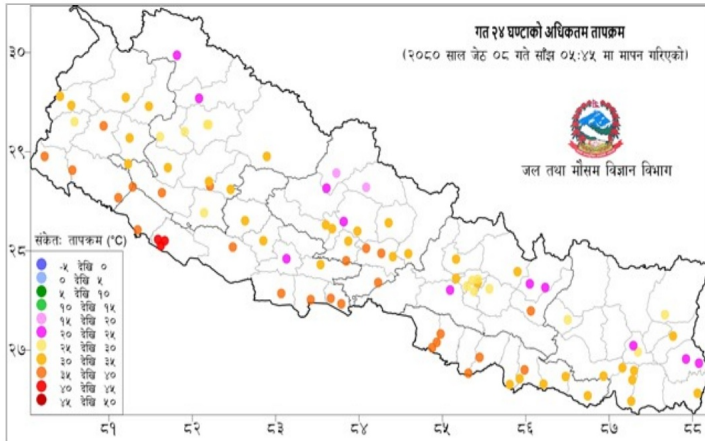 गत २४ घण्टाको अधिकतम तापक्रम
(२०८० साल जेठ ०८ गते साँझ ०५:४५ मा मापन गरिएको)
जल तथा मौसम विज्ञान विभाग
संकेतः तापक्रम (°C)
-५ देखि ०
० देखि ५
५ देखि १०
१० देखि १५
१५ देखि २०
२० देखि २५
२५ देखि ३०
३० देखि ३५
३५ देखि ४०
४० देखि ४५
४५ देखि ५०
३०
२९
२८
२७
८१ ८२ ८३ ८४ ८५ ८६ ८७ ८८